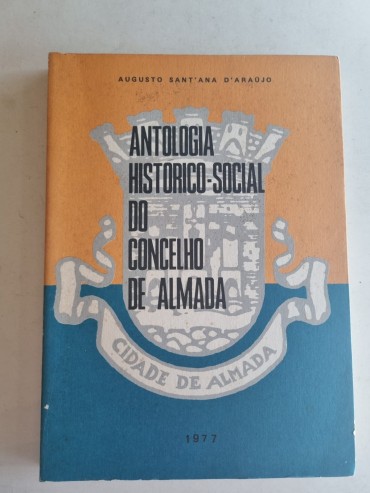 AUGUSTO SANT'ANA D'ARAÚJO
ANTOLOGIA
HISTÓRICO-SOCIAL
DO
CONCELHO
DE ALMADA
CIDADE DE ALMADA
1977